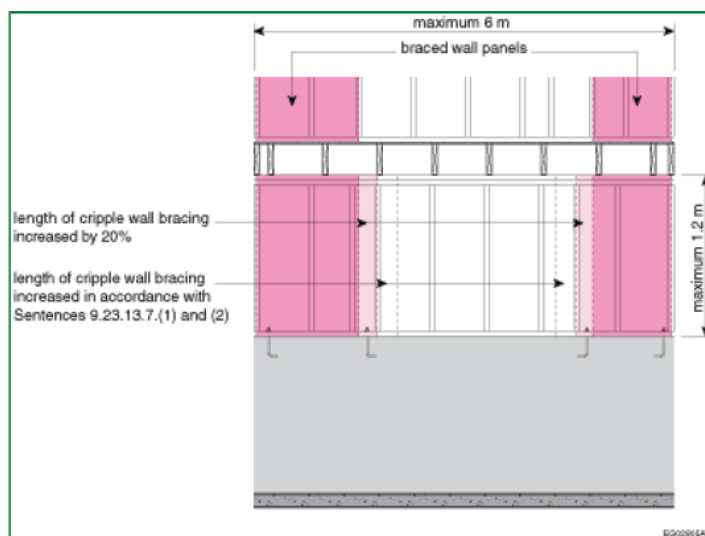 maximum 6 m
braced wall panels
length of cripple wall bracing
increased by 20%
length of cripple wall bracing
increased in accordance with
Sentences 9.23.13.7.(1) and (2)
maximum 1.2 m